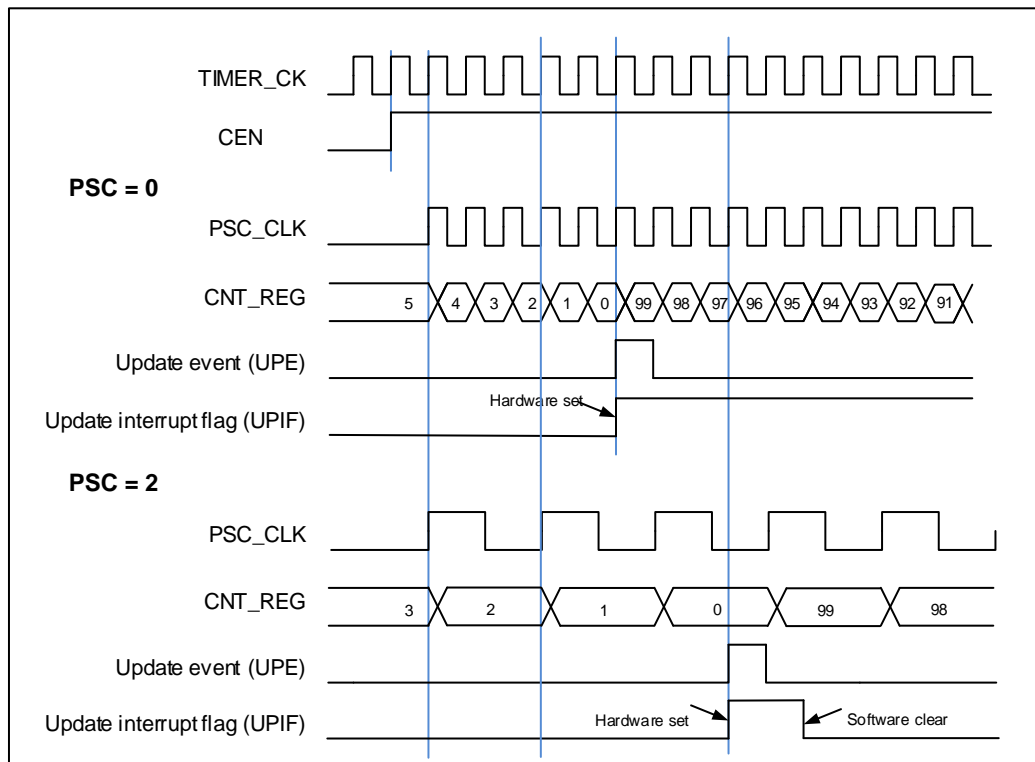 TIMER_CK
CEN
PSC = 0
PSC_CLK
CNT_REG 5 4 3 2 1 0 99 98 97 96 95 94 93 92 91
Update event (UPE)
Hardware set
Update interrupt flag (UPIF)
PSC = 2
PSC_CLK
CNT_REG 3 2 1 0 99 98
Update event (UPE)
Update interrupt flag (UPIF) Hardware set Software clear